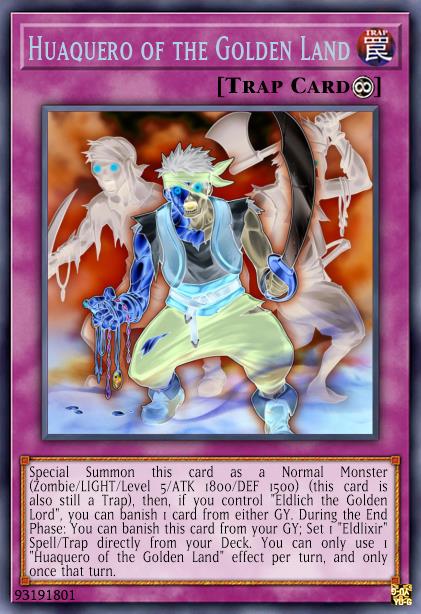 HUAQUERO OF THE GOLDEN LAND
TRAP
罠
[TRAP CARD]
Special Summon this card as a Normal Monster
(Zombie/LIGHT/Level 5/ATK 1800/DEF 1500) (this card is
also still a Trap), then, if you control "Eldlich the Golden
Lord", you can banish 1 card from either GY. During the End
Phase: You can banish this card from your GY; Set 1 "Eldlixir"
Spell/Trap directly from your Deck. You can only use 1
"Huaquero of the Golden Land" effect per turn, and only
once that turn.
93191801